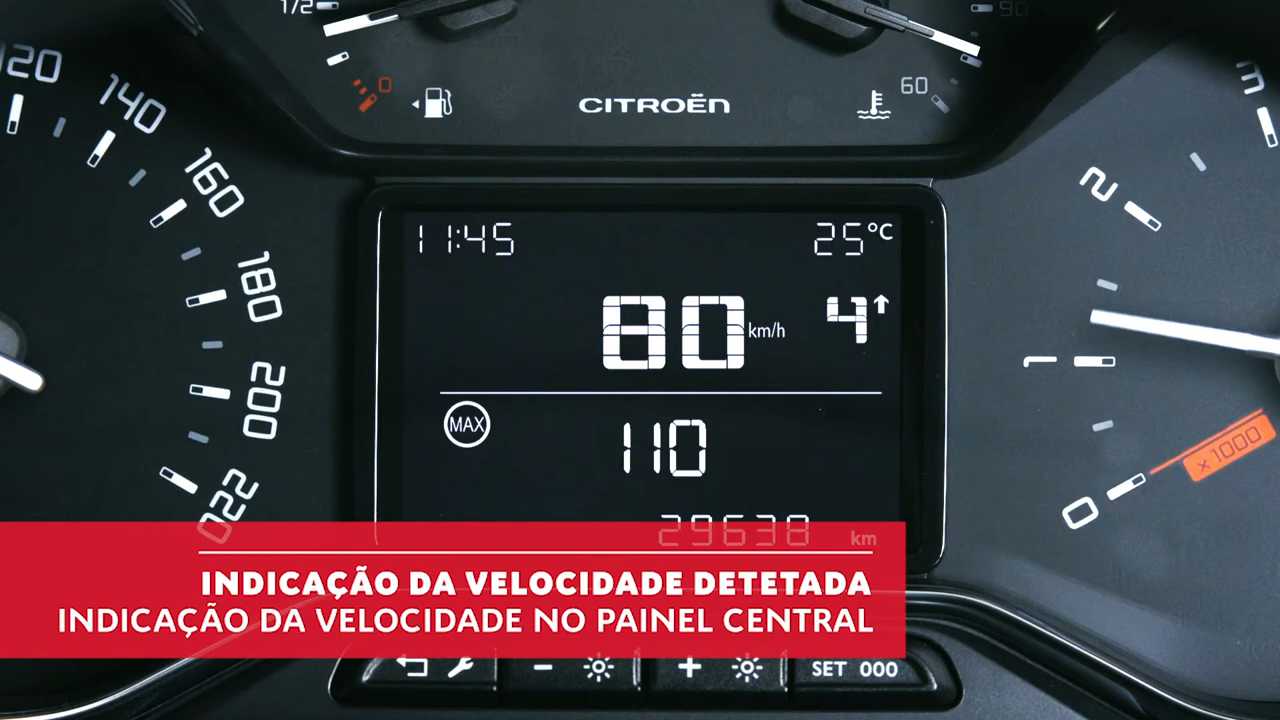 1/2
90
120
0
60
CITROËN
140
3
160
2
11:45
25°C
180
80 km/h
4
1
200
MAX
110
x1000
220
0
29638 km
INDICAÇÃO DA VELOCIDADE DETETADA
INDICAÇÃO DA VELOCIDADE NO PAINEL CENTRAL
SET 000